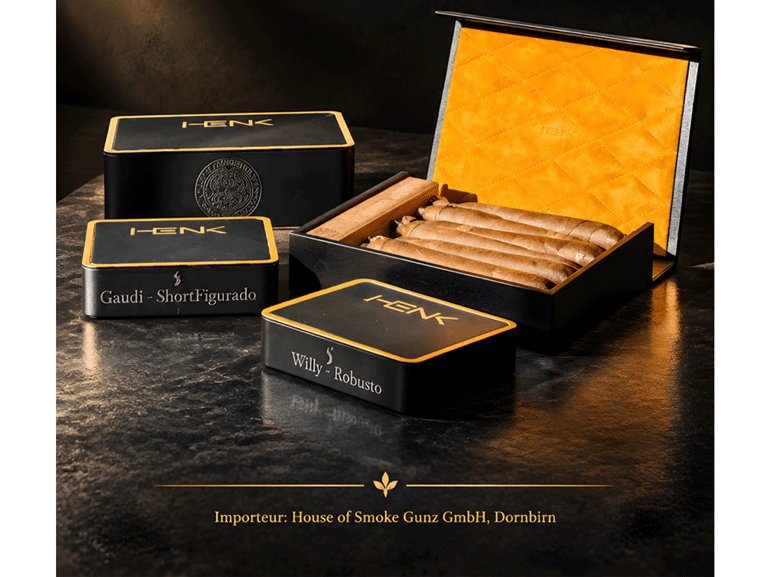 HENK
HENK
Gaudi - ShortFigurado
HENK
Willy - Robusto
Importeur: House of Smoke Gunz GmbH, Dornbirn